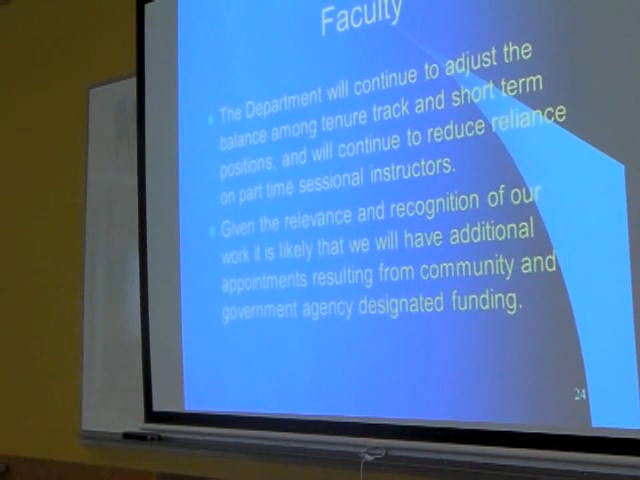 Faculty
The Department will continue to adjust the
balance among tenure track and short term
positions, and will continue to reduce reliance
on part time sessional instructors.
Given the relevance and recognition of our
work it is likely that we will have additional
appointments resulting from community and
government agency designated funding.
24